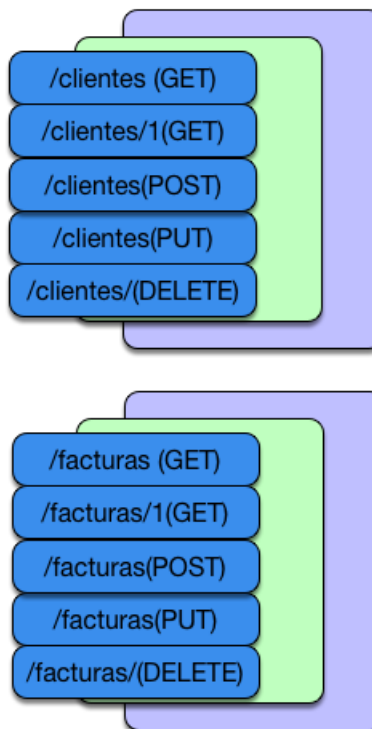 /clientes (GET)
/clientes/1(GET)
/clientes(POST)
/clientes(PUT)
/clientes/(DELETE)
/facturas (GET)
/facturas/1(GET)
/facturas(POST)
/facturas(PUT)
/facturas/(DELETE)